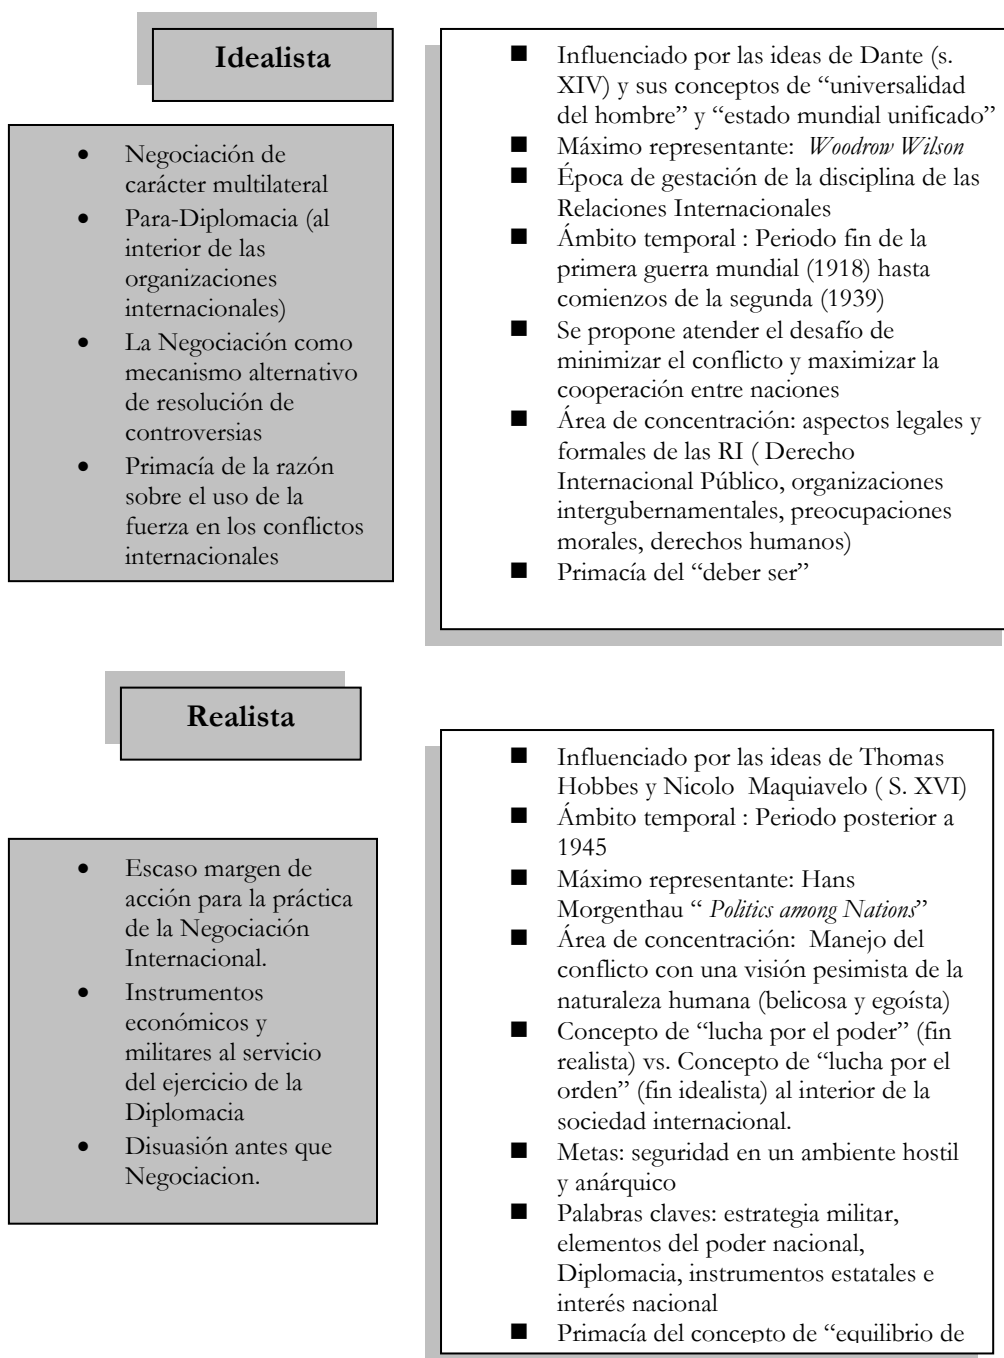 Idealista
• Negociación de
carácter multilateral
• Para-Diplomacia (al
interior de las
organizaciones
internacionales)
• La Negociación como
mecanismo alternativo
de resolución de
controversias
• Primacía de la razón
sobre el uso de la
fuerza en los conflictos
internacionales
■ Influenciado por las ideas de Dante (s.
XIV) y sus conceptos de “universalidad
del hombre” y “estado mundial unificado”
■ Máximo representante: Woodrow Wilson
■ Época de gestación de la disciplina de las
Relaciones Internacionales
■ Ámbito temporal : Periodo fin de la
primera guerra mundial (1918) hasta
comienzos de la segunda (1939)
■ Se propone atender el desafío de
minimizar el conflicto y maximizar la
cooperación entre naciones
■ Área de concentración: aspectos legales y
formales de las RI ( Derecho
Internacional Público, organizaciones
intergubernamentales, preocupaciones
morales, derechos humanos)
■ Primacía del “deber ser”
Realista
• Escaso margen de
acción para la práctica
de la Negociación
Internacional.
• Instrumentos
económicos y
militares al servicio
del ejercicio de la
Diplomacia
• Disuasión antes que
Negociacion.
■ Influenciado por las ideas de Thomas
Hobbes y Nicolo Maquiavelo ( S. XVI)
■ Ámbito temporal : Periodo posterior a
1945
■ Máximo representante: Hans
Morgenthau “ Politics among Nations”
■ Área de concentración: Manejo del
conflicto con una visión pesimista de la
naturaleza humana (belicosa y egoísta)
■ Concepto de “lucha por el poder” (fin
realista) vs. Concepto de “lucha por el
orden” (fin idealista) al interior de la
sociedad internacional.
■ Metas: seguridad en un ambiente hostil
y anárquico
■ Palabras claves: estrategia militar,
elementos del poder nacional,
Diplomacia, instrumentos estatales e
interés nacional
■ Primacía del concepto de “equilibrio de